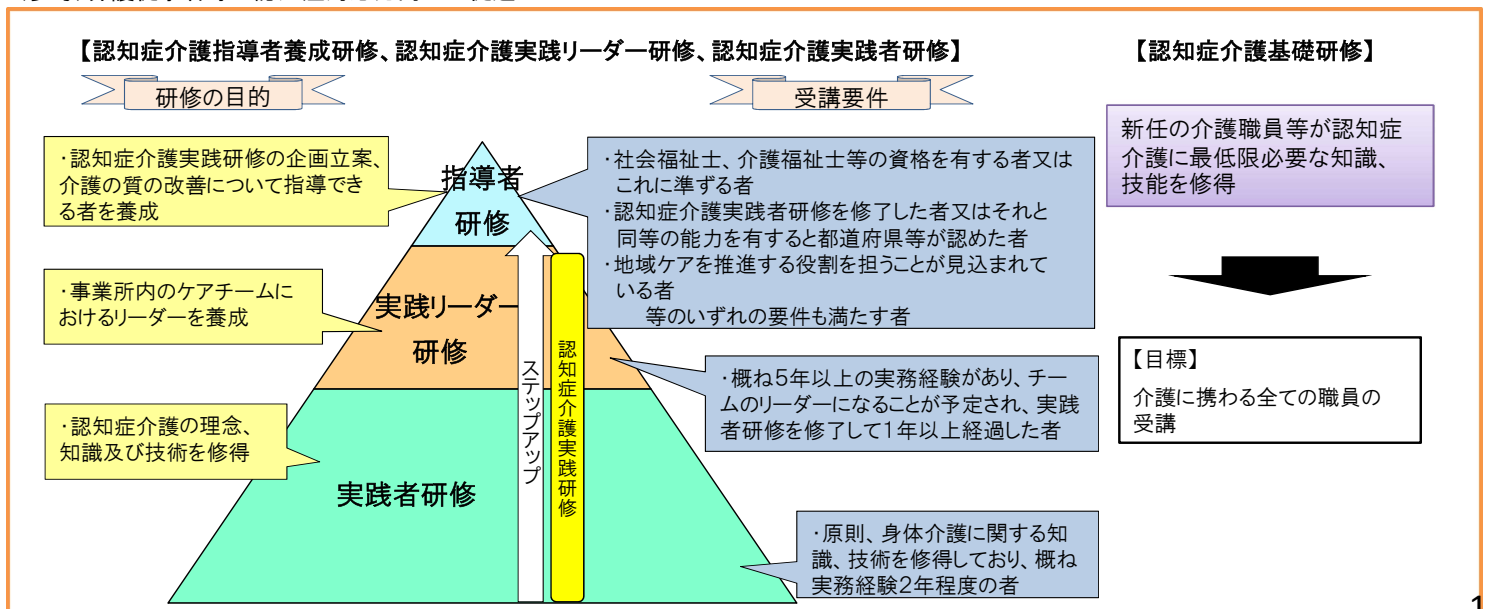 【認知症介護指導者養成研修、認知症介護実践リーダー研修、認知症介護実践者研修】
【認知症介護基礎研修】
研修の目的
受講要件
・認知症介護実践研修の企画立案、
介護の質の改善について指導でき
る者を養成
指導者
研修
・社会福祉士、介護福祉士等の資格を有する者又は
これに準ずる者
・認知症介護実践者研修を修了した者又はそれと
同等の能力を有すると都道府県等が認めた者
・地域ケアを推進する役割を担うことが見込まれて
いる者
等のいずれの要件も満たす者
新任の介護職員等が認知症
介護に最低限必要な知識、
技能を修得
・事業所内のケアチームに
おけるリーダーを養成
実践リーダー
研修
ステップアップ
認知症介護実践研修
・概ね5年以上の実務経験があり、チー
ムのリーダーになることが予定され、実践
者研修を修了して1年以上経過した者
【目標】
介護に携わる全ての職員の
受講
・認知症介護の理念、
知識及び技術を修得
実践者研修
・原則、身体介護に関する知
識、技術を修得しており、概ね
実務経験2年程度の者
1